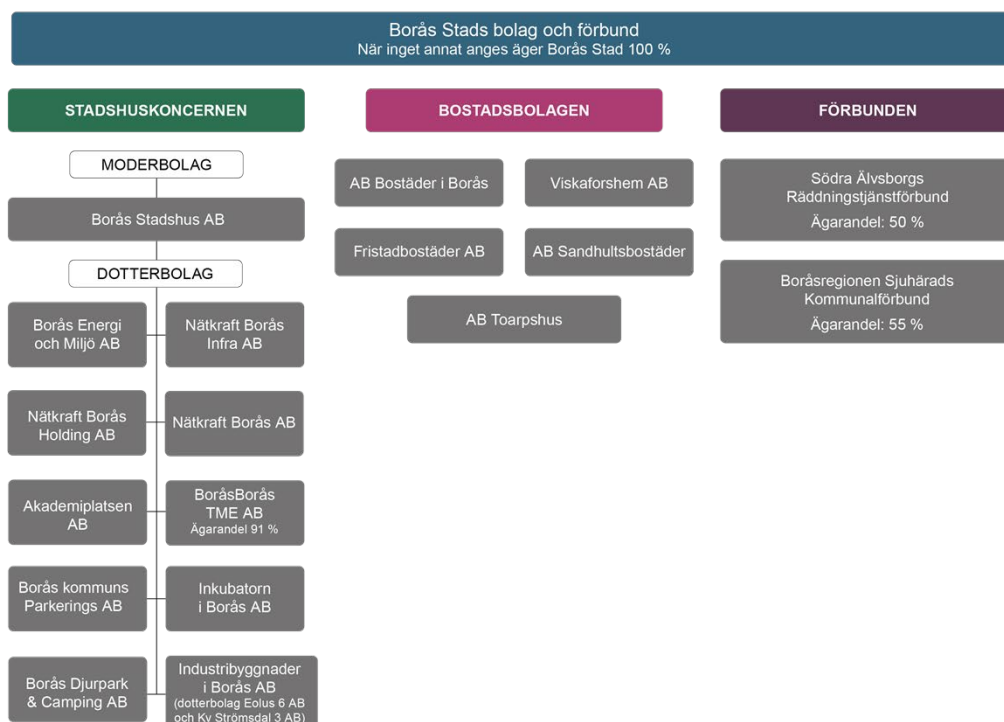 Borås Stads bolag och förbund
När inget annat anges äger Borås Stad 100 %
STADSHUSKONCERNEN
MODERBOLAG
Borås Stadshus AB
DOTTERBOLAG
Borås Energi
och Miljö AB
Nätkraft Borås
Infra AB
Nätkraft Borås
Holding AB
Nätkraft Borås AB
Akademiplatsen
AB
BoråsBorås
TME AB
Ägarandel 91 %
Borås kommuns
Parkerings AB
Inkubatorn
i Borås AB
Borås Djurpark
& Camping AB
Industribyggnader
i Borås AB
(dotterbolag Eolus 6 AB
och Kv Strömsdal 3 AB)
BOSTADSBOLAGEN
AB Bostäder i Borås
Viskaforshem AB
Fristadbostäder AB
AB Sandhultsbostäder
AB Toarpshus
FÖRBUNDEN
Södra Älvsborgs
Räddningstjänstförbund
Ägarandel: 50 %
Boråsregionen Sjuhärads
Kommunalförbund
Ägarandel: 55 %